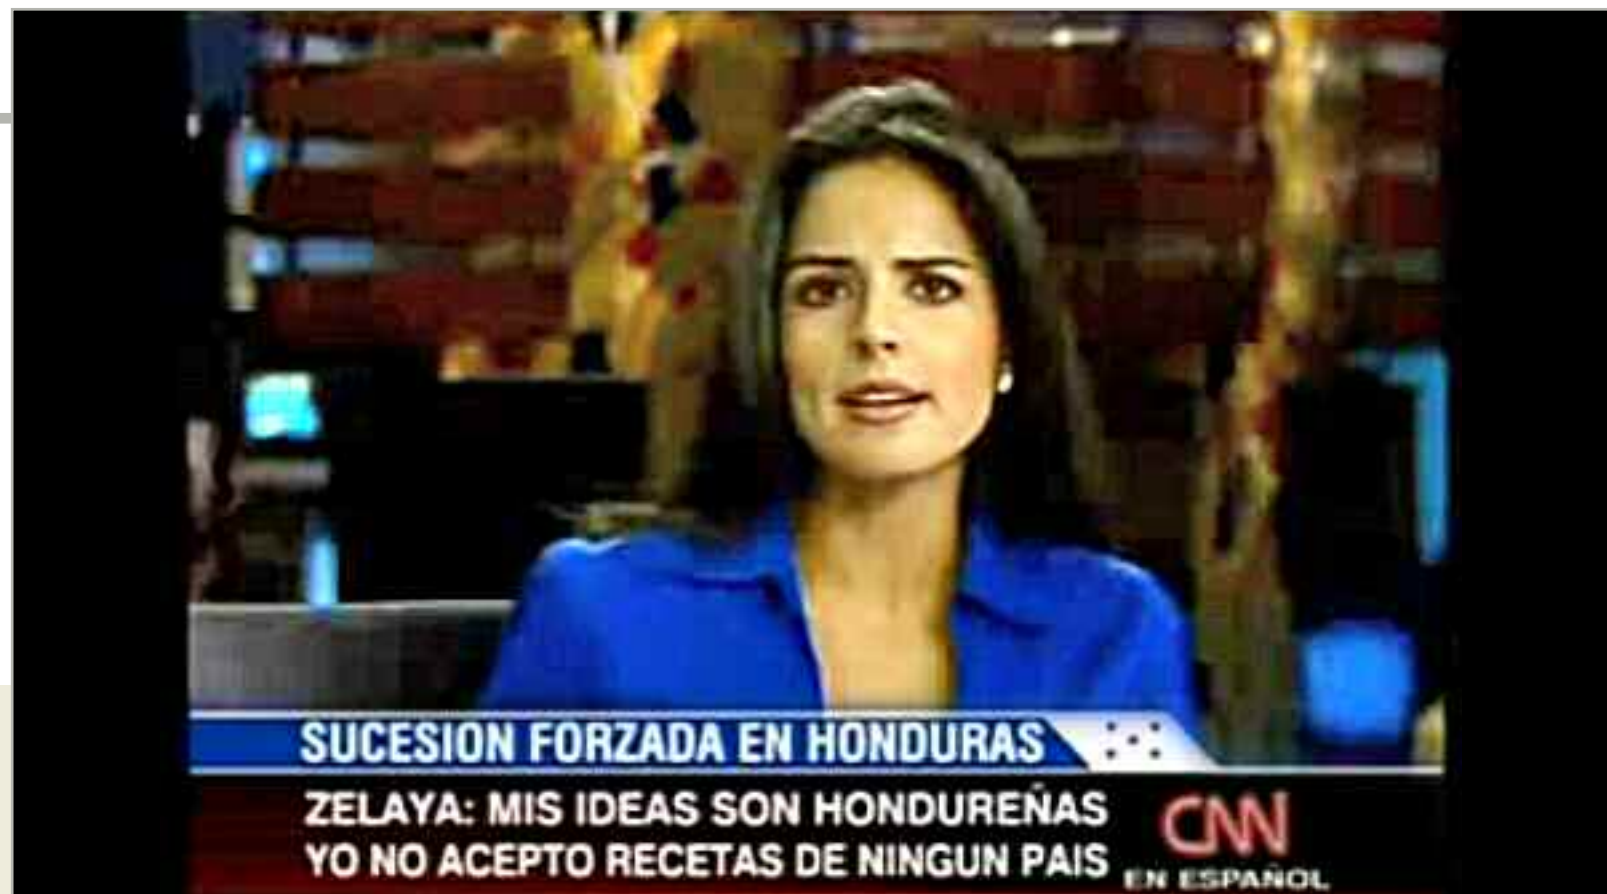 SUCESION FORZADA EN HONDURAS
ZELAYA: MIS IDEAS SON HONDUREÑAS
YO NO ACEPTO RECETAS DE NINGUN PAIS
CNN
EN ESPAÑOL